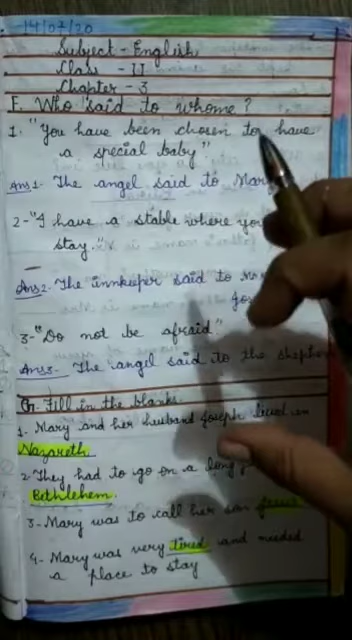 14/07/20
Subject - English
Class - II
Chapter - 3
F. Who said to whome?
1. "You have been chosen to have
a special baby"
Ans1- The angel said to Mary
2- "I have a stable where you
stay."
Ans2. The innkeeper said to
3- "Do not be afraid."
Ans3- The angel said to the
G. Fill in the blanks.
1. Mary and her husband Joseph lived in
Nazareth
2 They had to go on a long
Bethlehem.
3- Mary was to call her son Jesus
4- Mary was very tired and needed
a place to stay